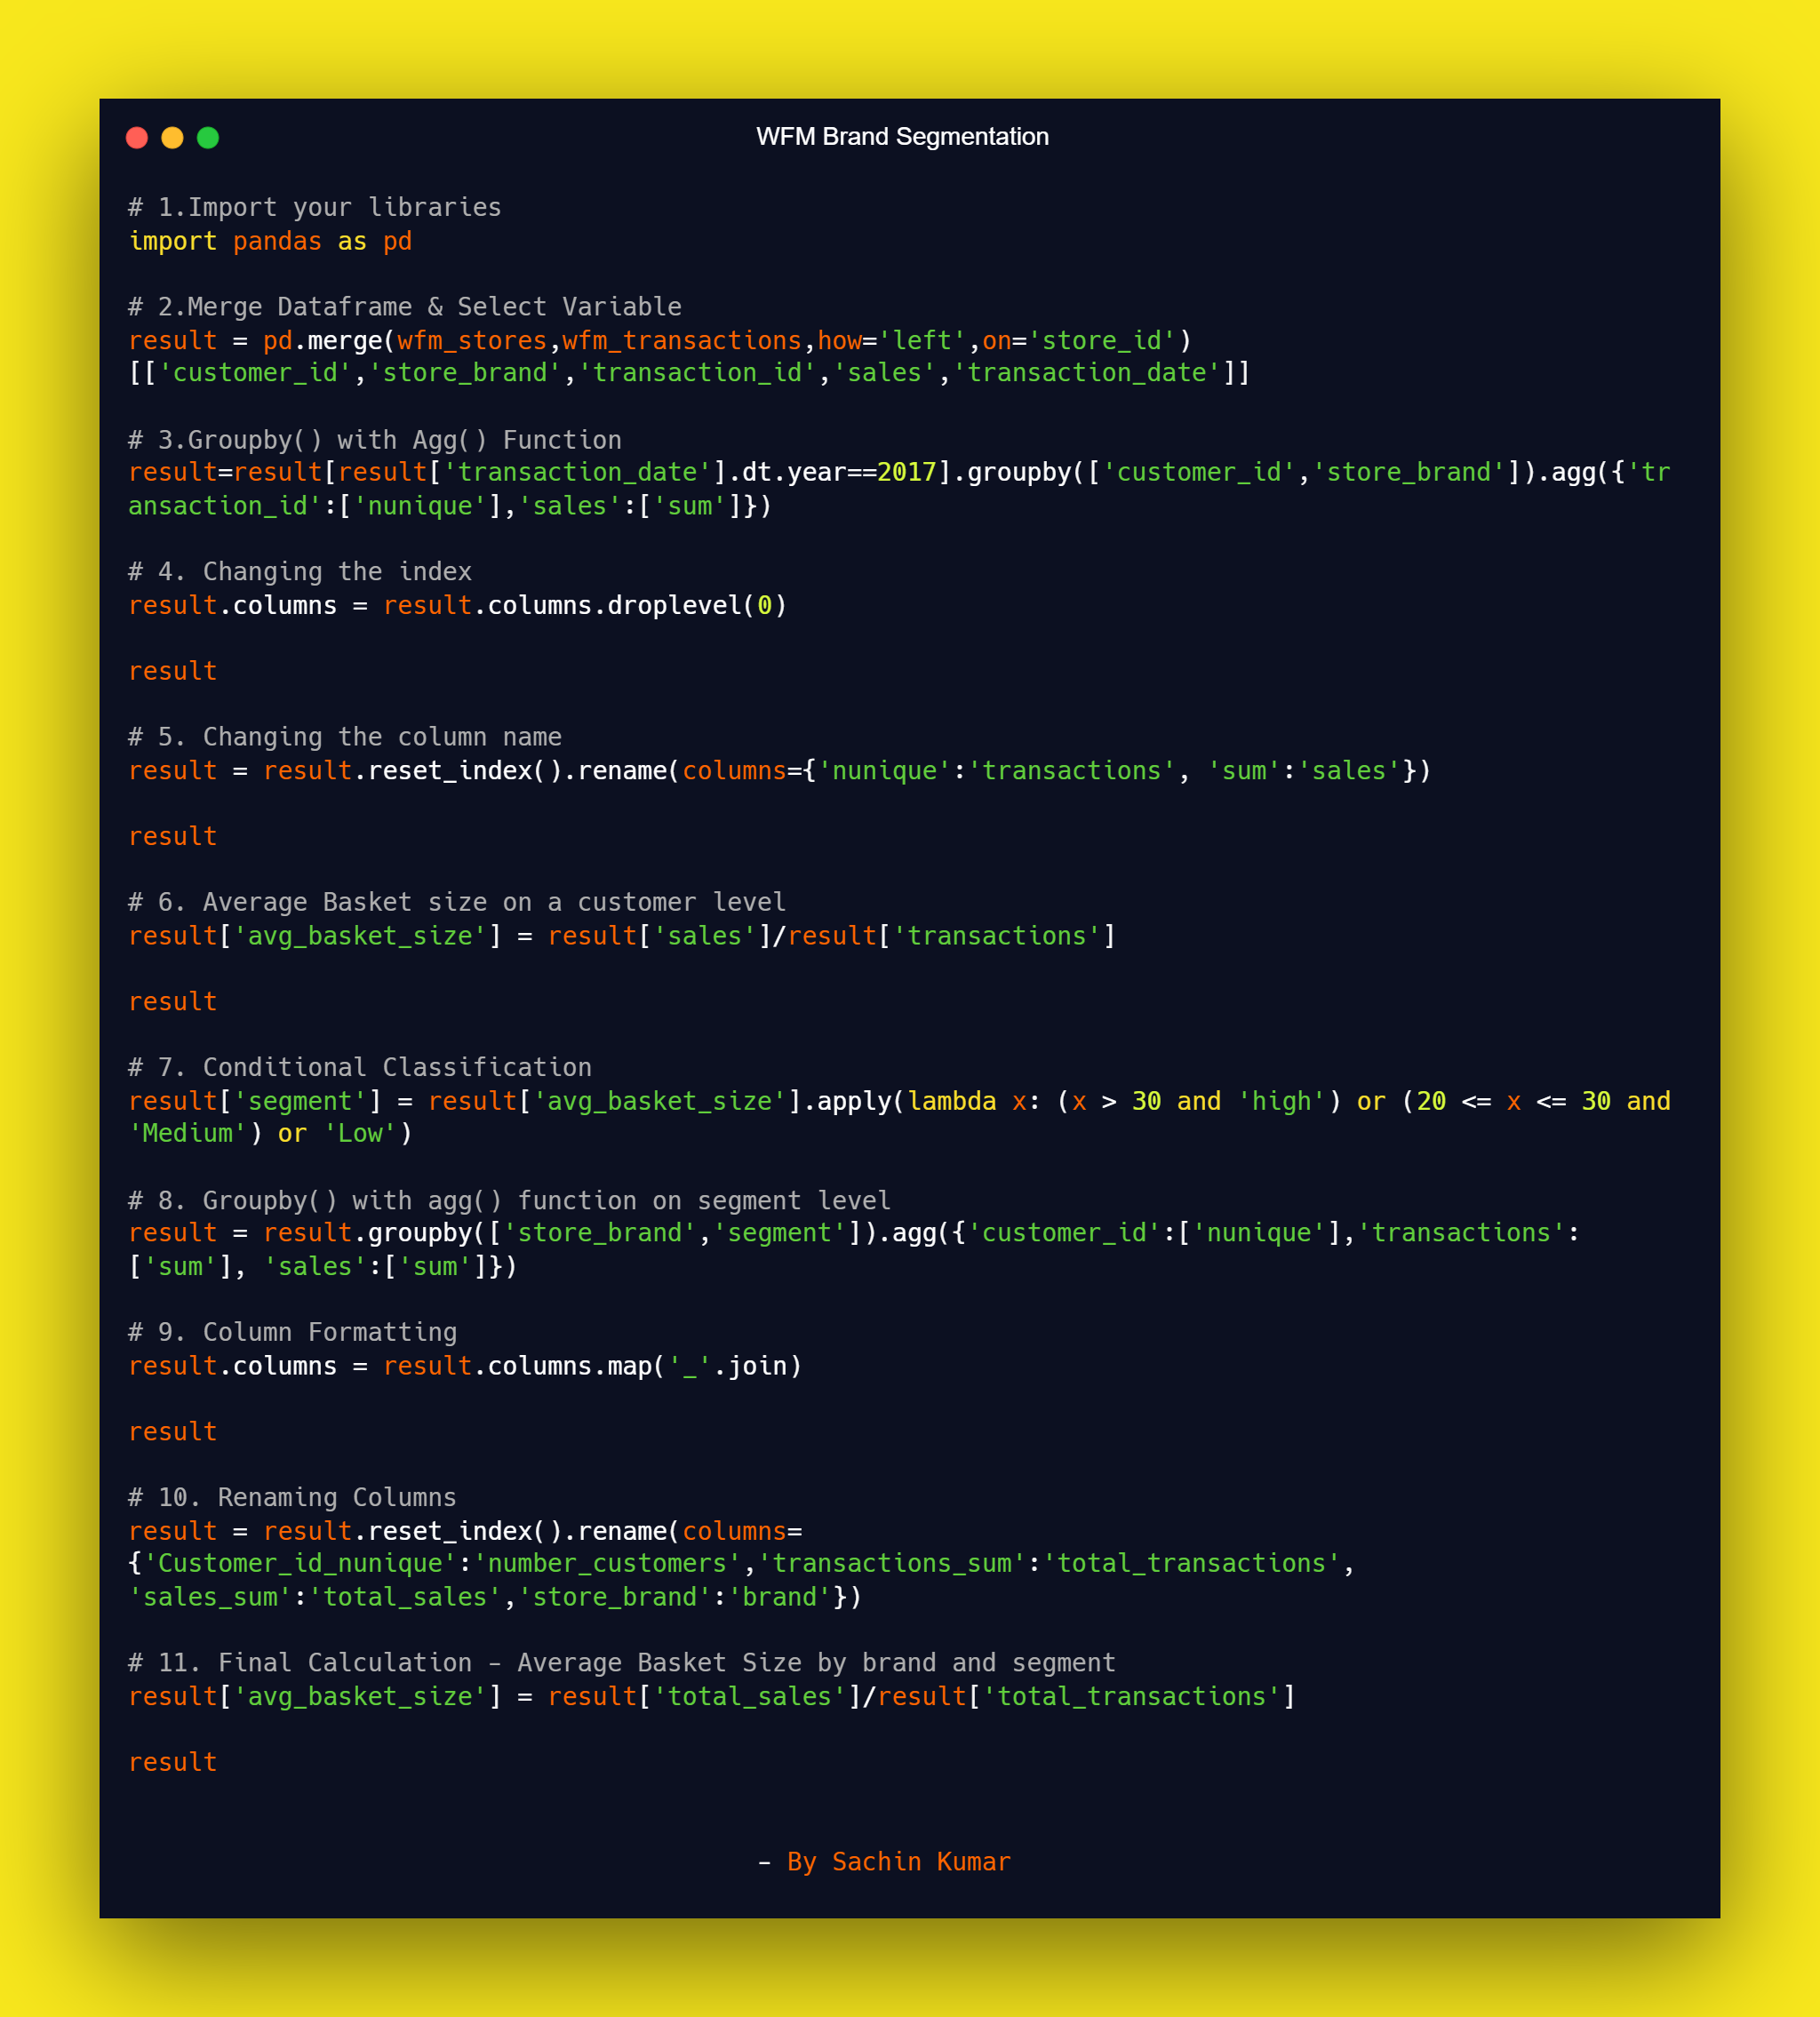 WFM Brand Segmentation
# 1.Import your libraries
import pandas as pd
# 2.Merge Dataframe & Select Variable
result = pd.merge(wfm_stores,wfm_transactions,how='left',on='store_id')
[['customer_id','store_brand','transaction_id','sales','transaction_date']]
# 3.Groupby() with Agg() Function
result=result[result['transaction_date'].dt.year==2017].groupby(['customer_id','store_brand']).agg({'tr
ansaction_id':['nunique'],'sales':['sum']})
# 4. Changing the index
result.columns = result.columns.droplevel(0)
result
# 5. Changing the column name
result = result.reset_index().rename(columns={'nunique':'transactions', 'sum':'sales'})
result
# 6. Average Basket size on a customer level
result['avg_basket_size'] = result['sales']/result['transactions']
result
# 7. Conditional Classification
result['segment'] = result['avg_basket_size'].apply(lambda x: (x > 30 and 'high') or (20 <= x <= 30 and
'Medium') or 'Low')
# 8. Groupby() with agg() function on segment level
result = result.groupby(['store_brand','segment']).agg({'customer_id':['nunique'],'transactions':
['sum'], 'sales':['sum']})
# 9. Column Formatting
result.columns = result.columns.map('_'.join)
result
# 10. Renaming Columns
result = result.reset_index().rename(columns=
{'Customer_id_nunique':'number_customers','transactions_sum':'total_transactions',
'sales_sum':'total_sales','store_brand':'brand'})
# 11. Final Calculation - Average Basket Size by brand and segment
result['avg_basket_size'] = result['total_sales']/result['total_transactions']
result
- By Sachin Kumar